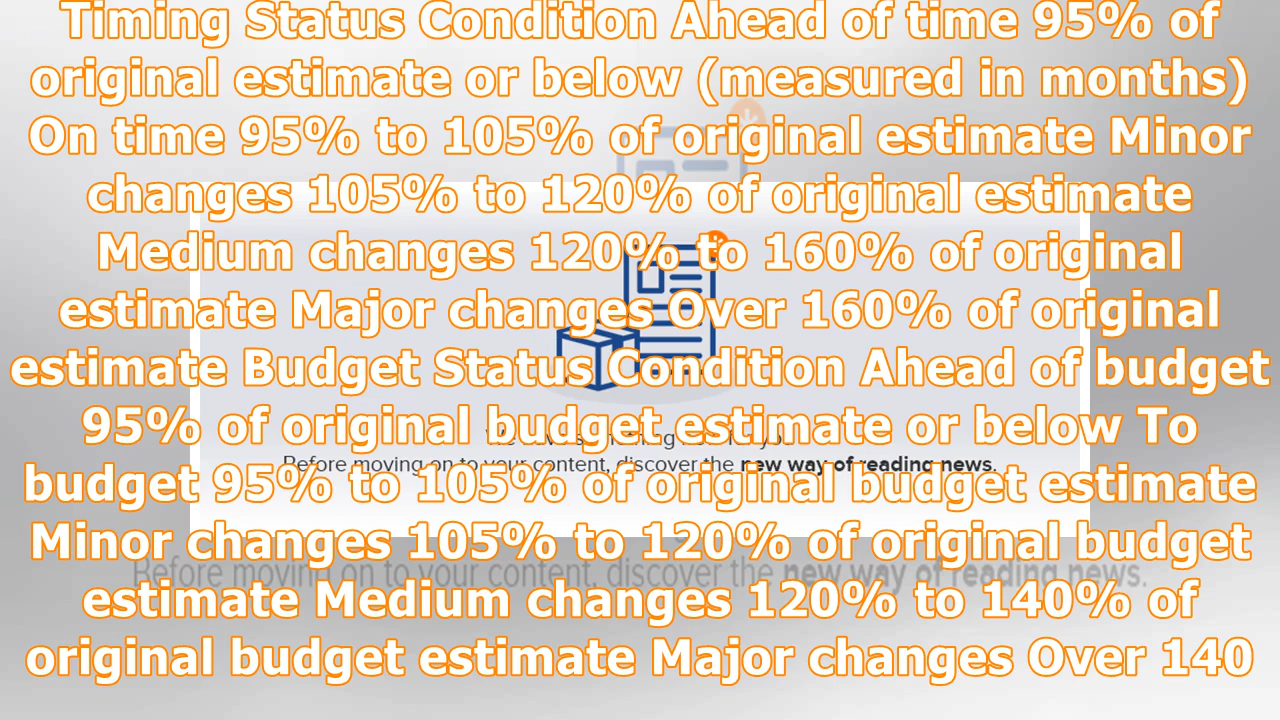 Timing Status Condition Ahead of time 95% of
original estimate or below (measured in months)
On time 95% to 105% of original estimate Minor
changes 105% to 120% of original estimate
Medium changes 120% to 160% of original
estimate Major changes Over 160% of original
estimate Budget Status Condition Ahead of budget
95% of original budget estimate or below To
budget 95% to 105% of original budget estimate
Minor changes 105% to 120% of original budget
estimate Medium changes 120% to 140% of
original budget estimate Major changes Over 140
Before moving on to your content, discover the new way of reading news.
Before moving on to your content, discover the new way of reading news.